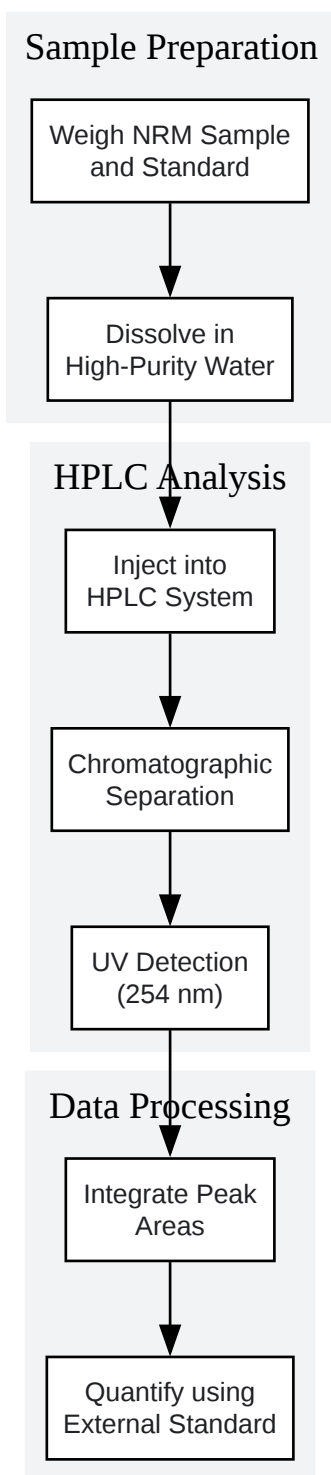 Sample Preparation
Weigh NRM Sample
and Standard
Dissolve in
High-Purity Water
HPLC Analysis
Inject into
HPLC System
Chromatographic
Separation
UV Detection
(254 nm)
Data Processing
Integrate Peak
Areas
Quantify using
External Standard